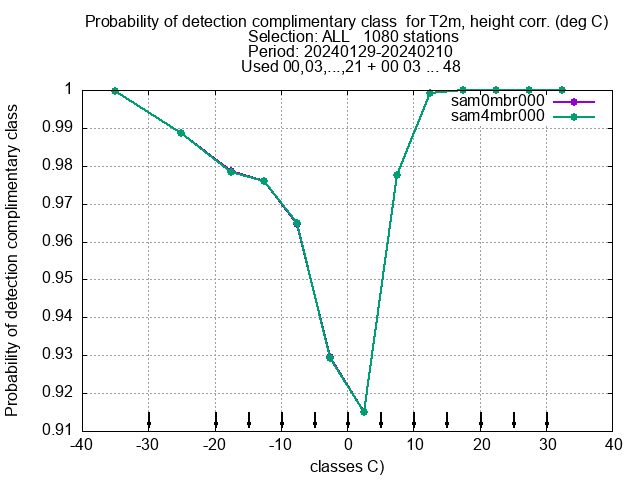 Probability of detection complimentary class  for T2m, height corr. (deg C)
Selection: ALL   1080 stations
Period: 20240129-20240210
Used 00,03,...,21 + 00 03 ... 48
sam0mbr000
sam4mbr000
Probability of detection complimentary class
1
0.99
0.98
0.97
0.96
0.95
0.94
0.93
0.92
0.91
-40
-30
-20
-10
0
10
20
30
40
classes C)